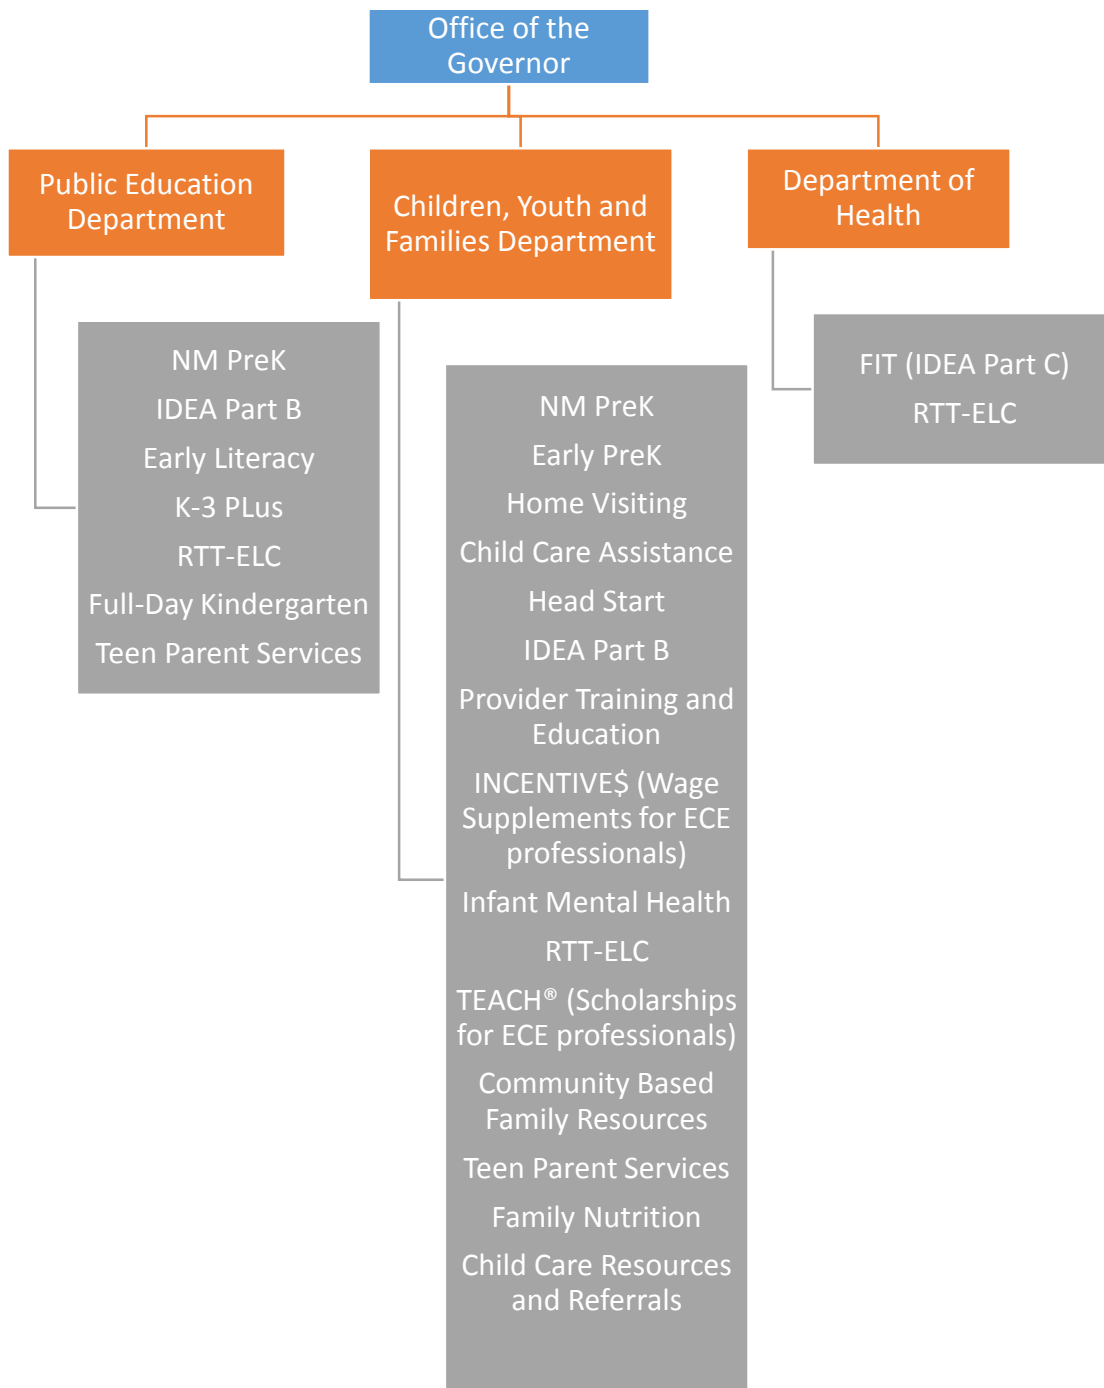 Office of the
Governor
Public Education
Department
Children, Youth and
Families Department
Department of
Health
NM PreK
IDEA Part B
Early Literacy
K-3 PLus
RTT-ELC
Full-Day Kindergarten
Teen Parent Services
NM PreK
Early PreK
Home Visiting
Child Care Assistance
Head Start
IDEA Part B
Provider Training and
Education
INCENTIVE$ (Wage
Supplements for ECE
professionals)
Infant Mental Health
RTT-ELC
TEACH® (Scholarships
for ECE professionals)
Community Based
Family Resources
Teen Parent Services
Family Nutrition
Child Care Resources
and Referrals
FIT (IDEA Part C)
RTT-ELC